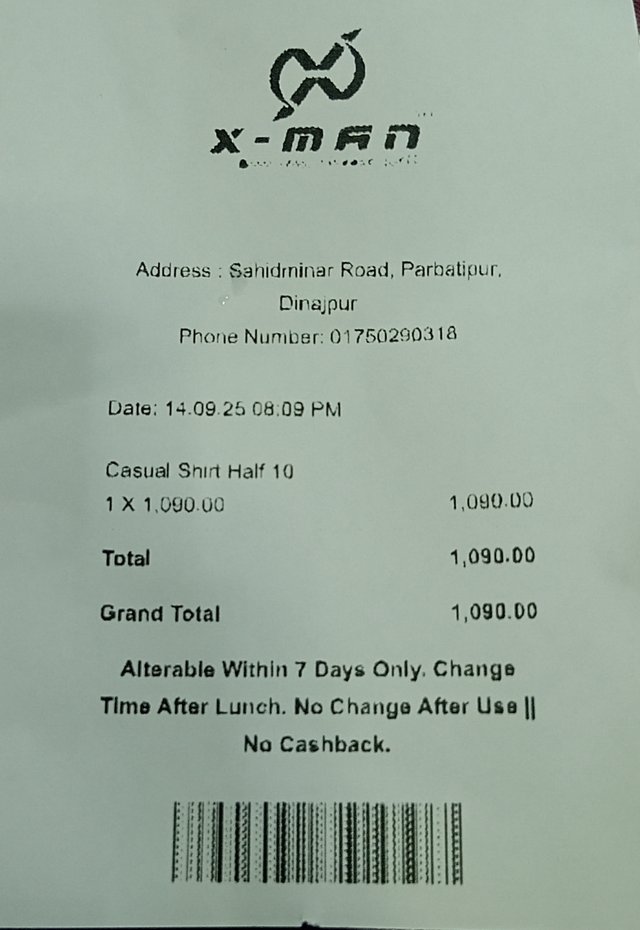 X-MAN
Address : Sahidminar Road, Parbatipur,
Dinajpur
Phone Number: 01750290318
Date: 14.09.25 08:09 PM
Casual Shirt Half 10
1 X 1,090.00 1,090.00
Total 1,090.00
Grand Total 1,090.00
Alterable Within 7 Days Only. Change
Time After Lunch. No Change After Use ||
No Cashback.